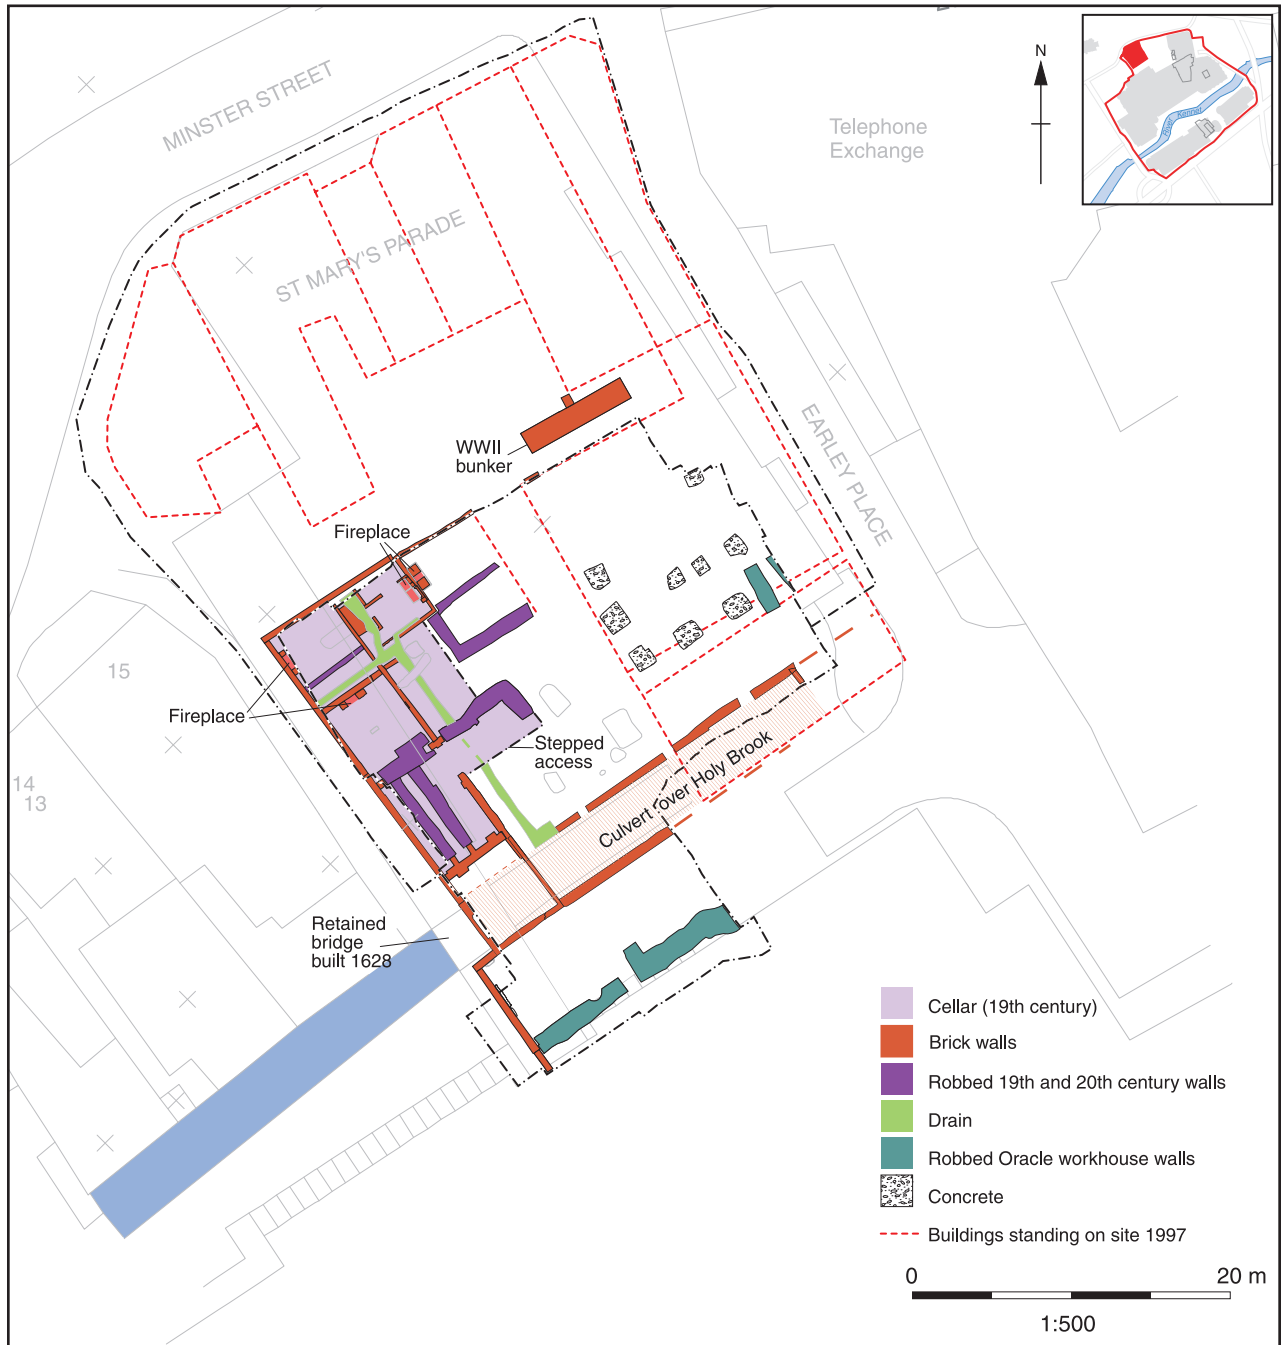 MINSTER STREET
N
River Kennet
Telephone
Exchange
ST MARY'S PARADE
EARLEY PLACE
WWII
bunker
Fireplace
15
Fireplace
Stepped
access
14
13
Culvert over Holy Brook
Retained
bridge
built 1628
Cellar (19th century)
Brick walls
Robbed 19th and 20th century walls
Drain
Robbed Oracle workhouse walls
Concrete
Buildings standing on site 1997
0 20 m
1:500